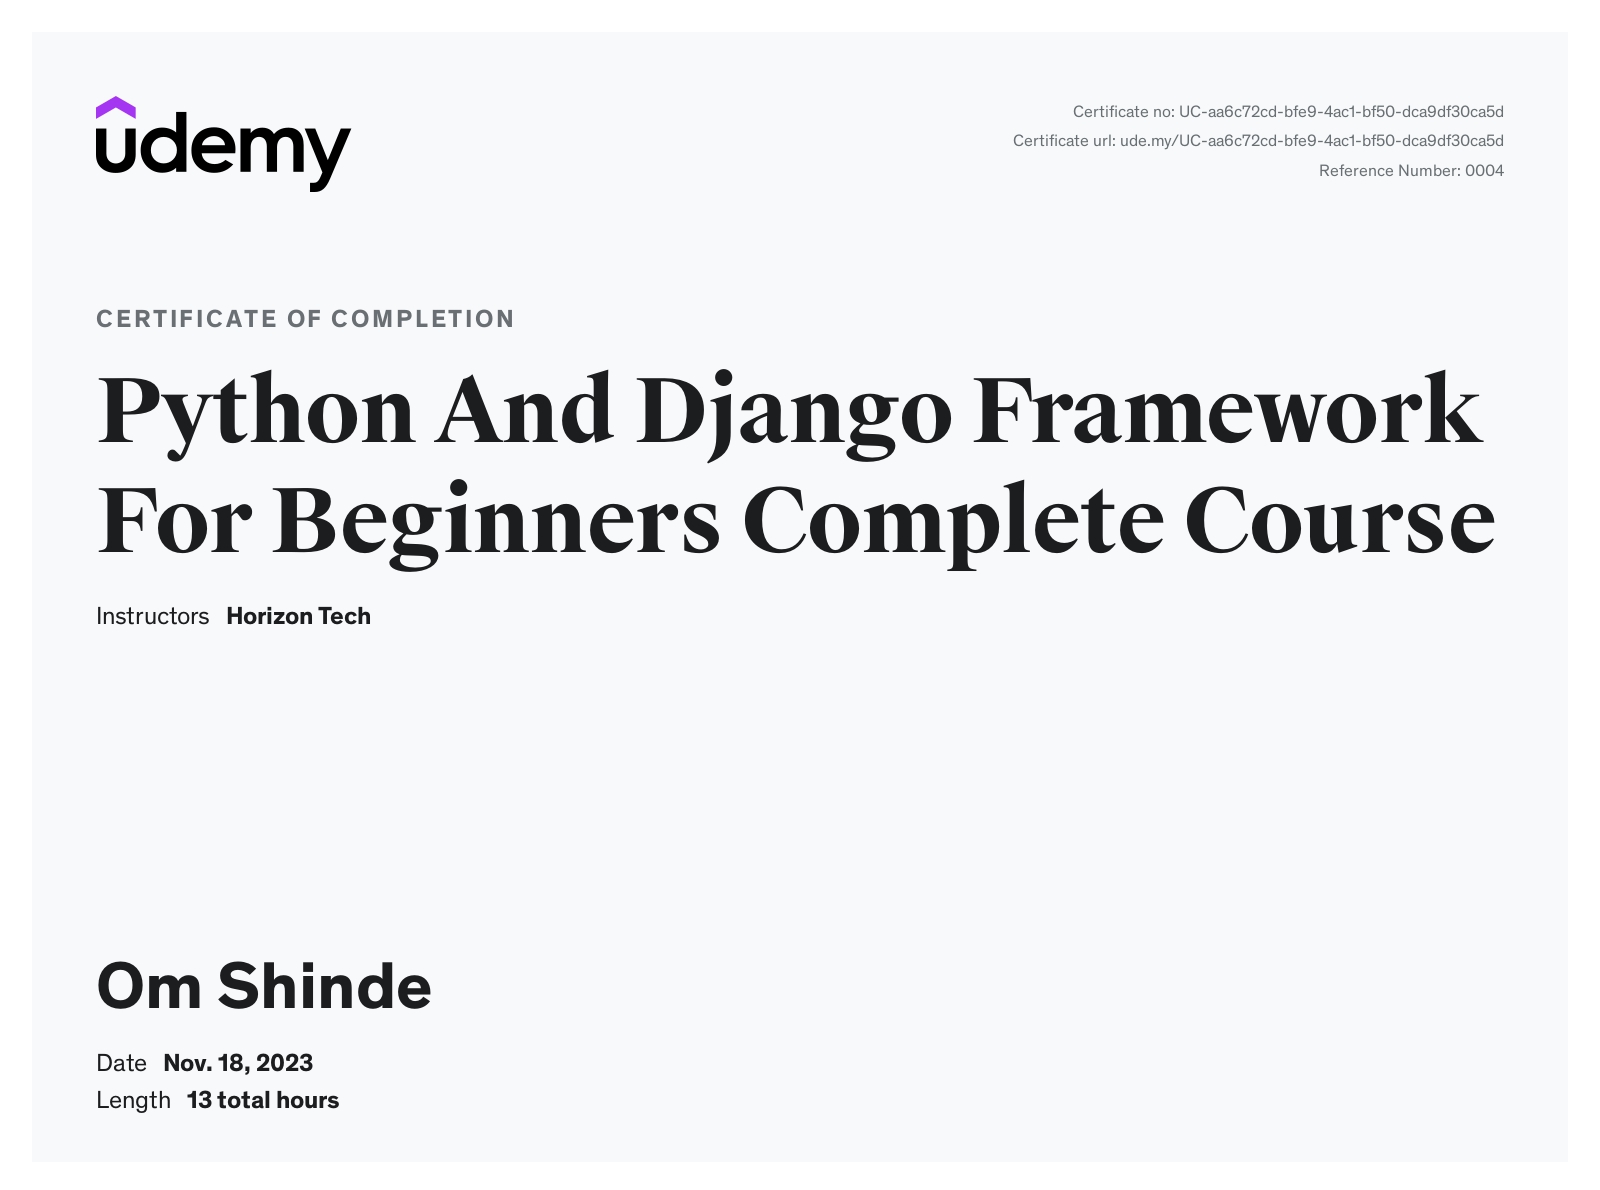 udemy
Certificate no: UC-aa6c72cd-bfe9-4ac1-bf50-dca9df30ca5d
Certificate url: ude.my/UC-aa6c72cd-bfe9-4ac1-bf50-dca9df30ca5d
Reference Number: 0004
CERTIFICATE OF COMPLETION
Python And Django Framework
For Beginners Complete Course
Instructors Horizon Tech
Om Shinde
Date Nov. 18, 2023
Length 13 total hours